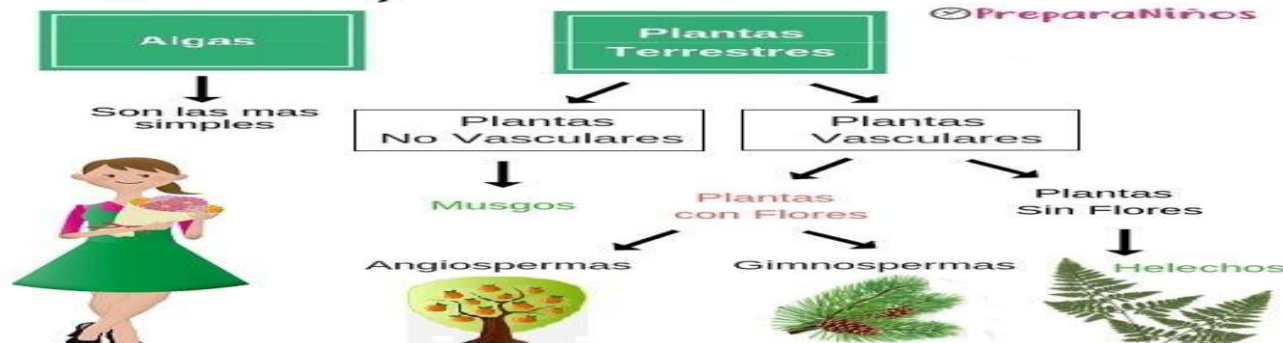 PreparaNiños
Algas
Plantas
Terrestres
Son las mas
simples
Plantas
No Vasculares
Plantas
Vasculares
Musgos
Plantas
con Flores
Plantas
Sin Flores
Angiospermas
Gimnospermas
Helechos